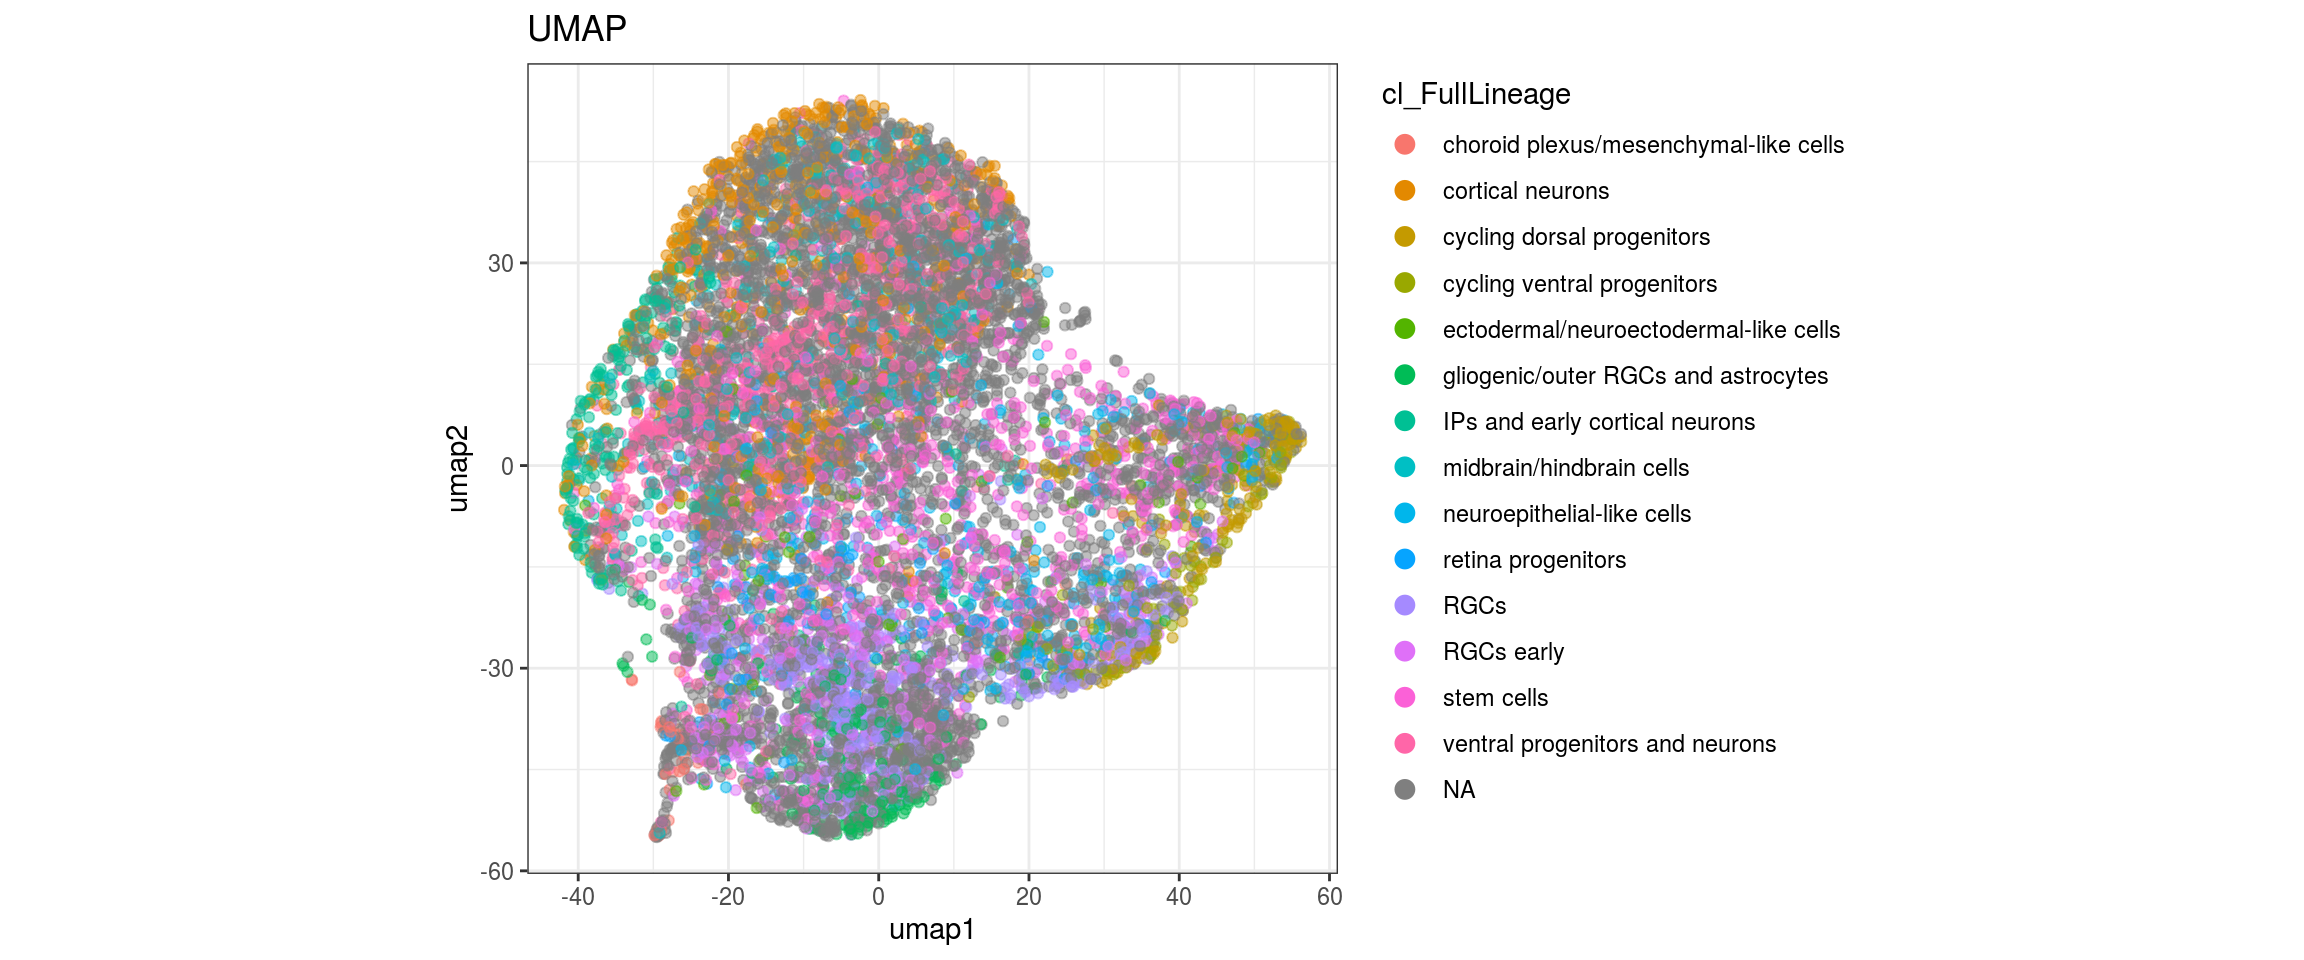 UMAP
umap2
30
0
-30
-60
-40
-20
0
20
40
60
umap1
cl_FullLineage
choroid plexus/mesenchymal-like cells
cortical neurons
cycling dorsal progenitors
cycling ventral progenitors
ectodermal/neuroectodermal-like cells
gliogenic/outer RGCs and astrocytes
IPs and early cortical neurons
midbrain/hindbrain cells
neuroepithelial-like cells
retina progenitors
RGCs
RGCs early
stem cells
ventral progenitors and neurons
NA